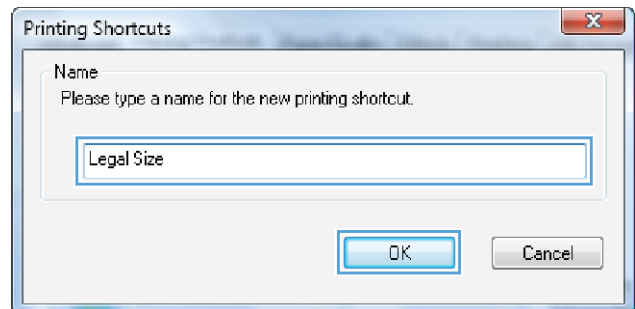 Printing Shortcuts
Name
Please type a name for the new printing shortcut.
Legal Size
OK
Cancel